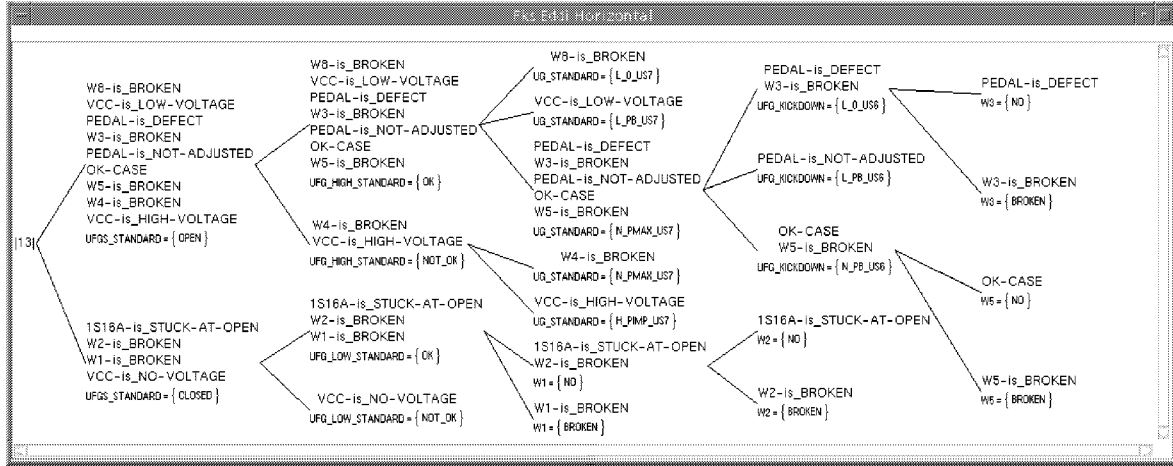 Fks Eddi Horizontal
|13|
W8-is_BROKEN
VCC-is_LOW-VOLTAGE
PEDAL-is_DEFECT
W3-is_BROKEN
PEDAL-is_NOT-ADJUSTED
OK-CASE
W5-is_BROKEN
W4-is_BROKEN
VCC-is_HIGH-VOLTAGE
UFGS_STANDARD = { OPEN }
1S16A-is_STUCK-AT-OPEN
W2-is_BROKEN
W1-is_BROKEN
VCC-is_NO-VOLTAGE
UFGS_STANDARD = { CLOSED }
W8-is_BROKEN
VCC-is_LOW-VOLTAGE
PEDAL-is_DEFECT
W3-is_BROKEN
PEDAL-is_NOT-ADJUSTED
OK-CASE
W5-is_BROKEN
UFG_HIGH_STANDARD = { OK }
W4-is_BROKEN
VCC-is_HIGH-VOLTAGE
UFG_HIGH_STANDARD = { NOT_OK }
1S16A-is_STUCK-AT-OPEN
W2-is_BROKEN
W1-is_BROKEN
UFG_LOW_STANDARD = { OK }
VCC-is_NO-VOLTAGE
UFG_LOW_STANDARD = { NOT_OK }
W8-is_BROKEN
UG_STANDARD = { L_0_US7 }
VCC-is_LOW-VOLTAGE
UG_STANDARD = { L_PB_US7 }
PEDAL-is_DEFECT
W3-is_BROKEN
PEDAL-is_NOT-ADJUSTED
OK-CASE
W5-is_BROKEN
UG_STANDARD = { N_PMAX_US7 }
W4-is_BROKEN
UG_STANDARD = { N_PMAX_US7 }
VCC-is_HIGH-VOLTAGE
UG_STANDARD = { H_PIMP_US7 }
1S16A-is_STUCK-AT-OPEN
W2-is_BROKEN
W1 = { NO }
W1-is_BROKEN
W1 = { BROKEN }
PEDAL-is_DEFECT
W3-is_BROKEN
UFG_KICKDOWN = { L_0_US6 }
PEDAL-is_NOT-ADJUSTED
UFG_KICKDOWN = { L_PB_US6 }
OK-CASE
W5-is_BROKEN
UFG_KICKDOWN = { N_PB_US6 }
1S16A-is_STUCK-AT-OPEN
W2 = { NO }
W2-is_BROKEN
W2 = { BROKEN }
PEDAL-is_DEFECT
W3 = { NO }
W3-is_BROKEN
W3 = { BROKEN }
OK-CASE
W5 = { NO }
W5-is_BROKEN
W5 = { BROKEN }